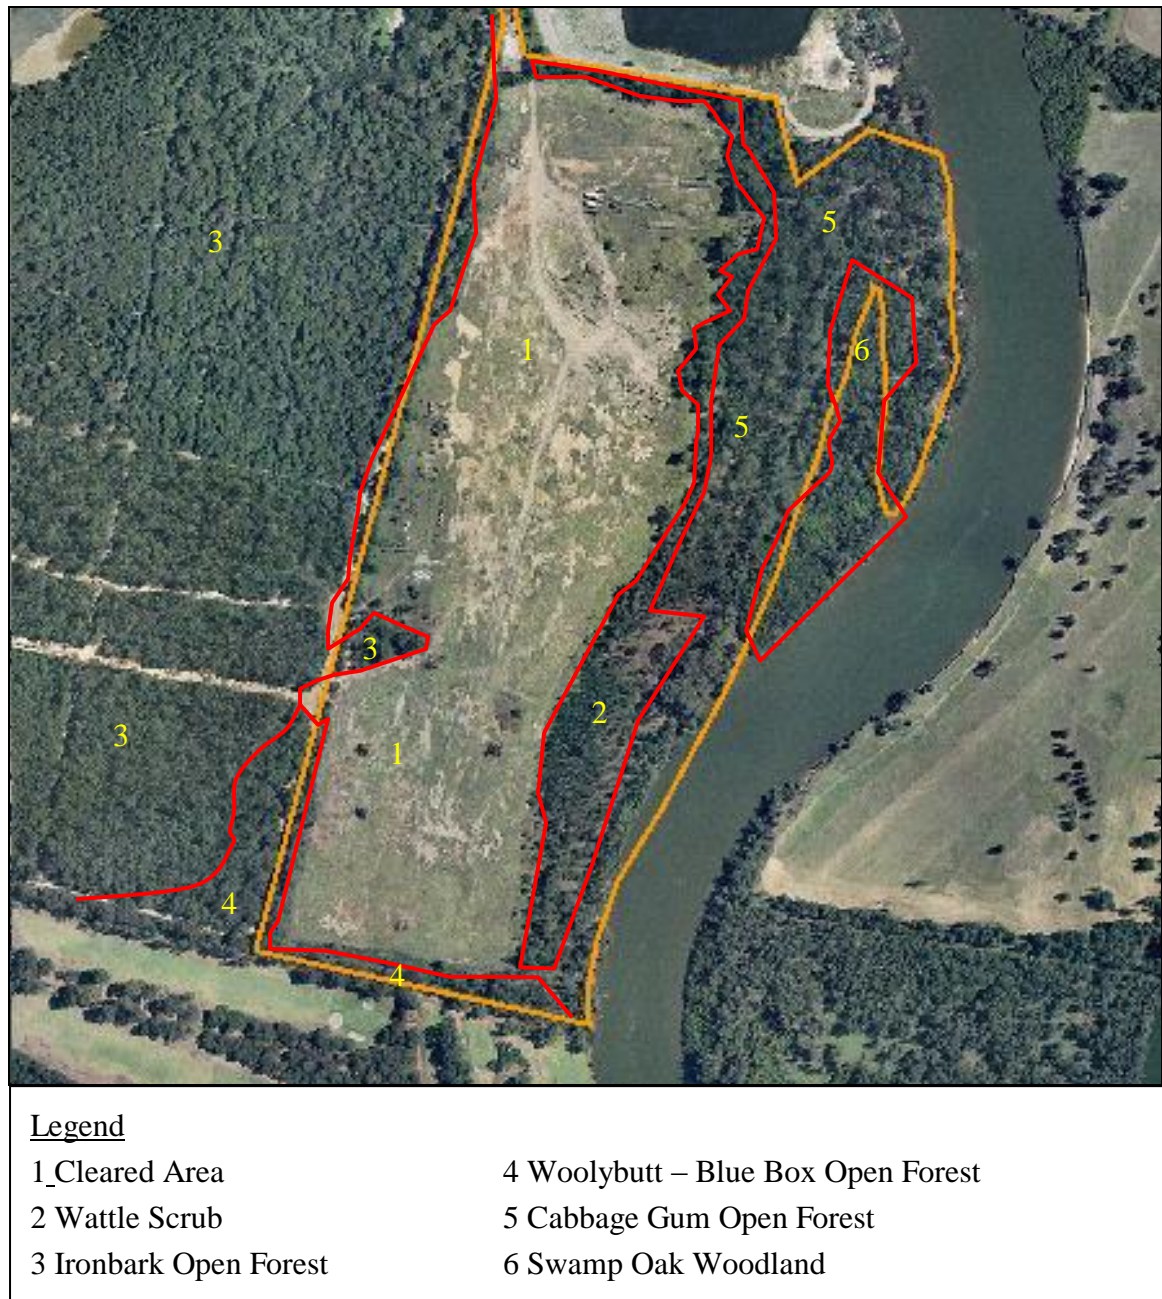 5
3
1
6
5
3
2
3
1
4
4
Legend
1 Cleared Area
2 Wattle Scrub
3 Ironbark Open Forest
4 Woolybutt – Blue Box Open Forest
5 Cabbage Gum Open Forest
6 Swamp Oak Woodland